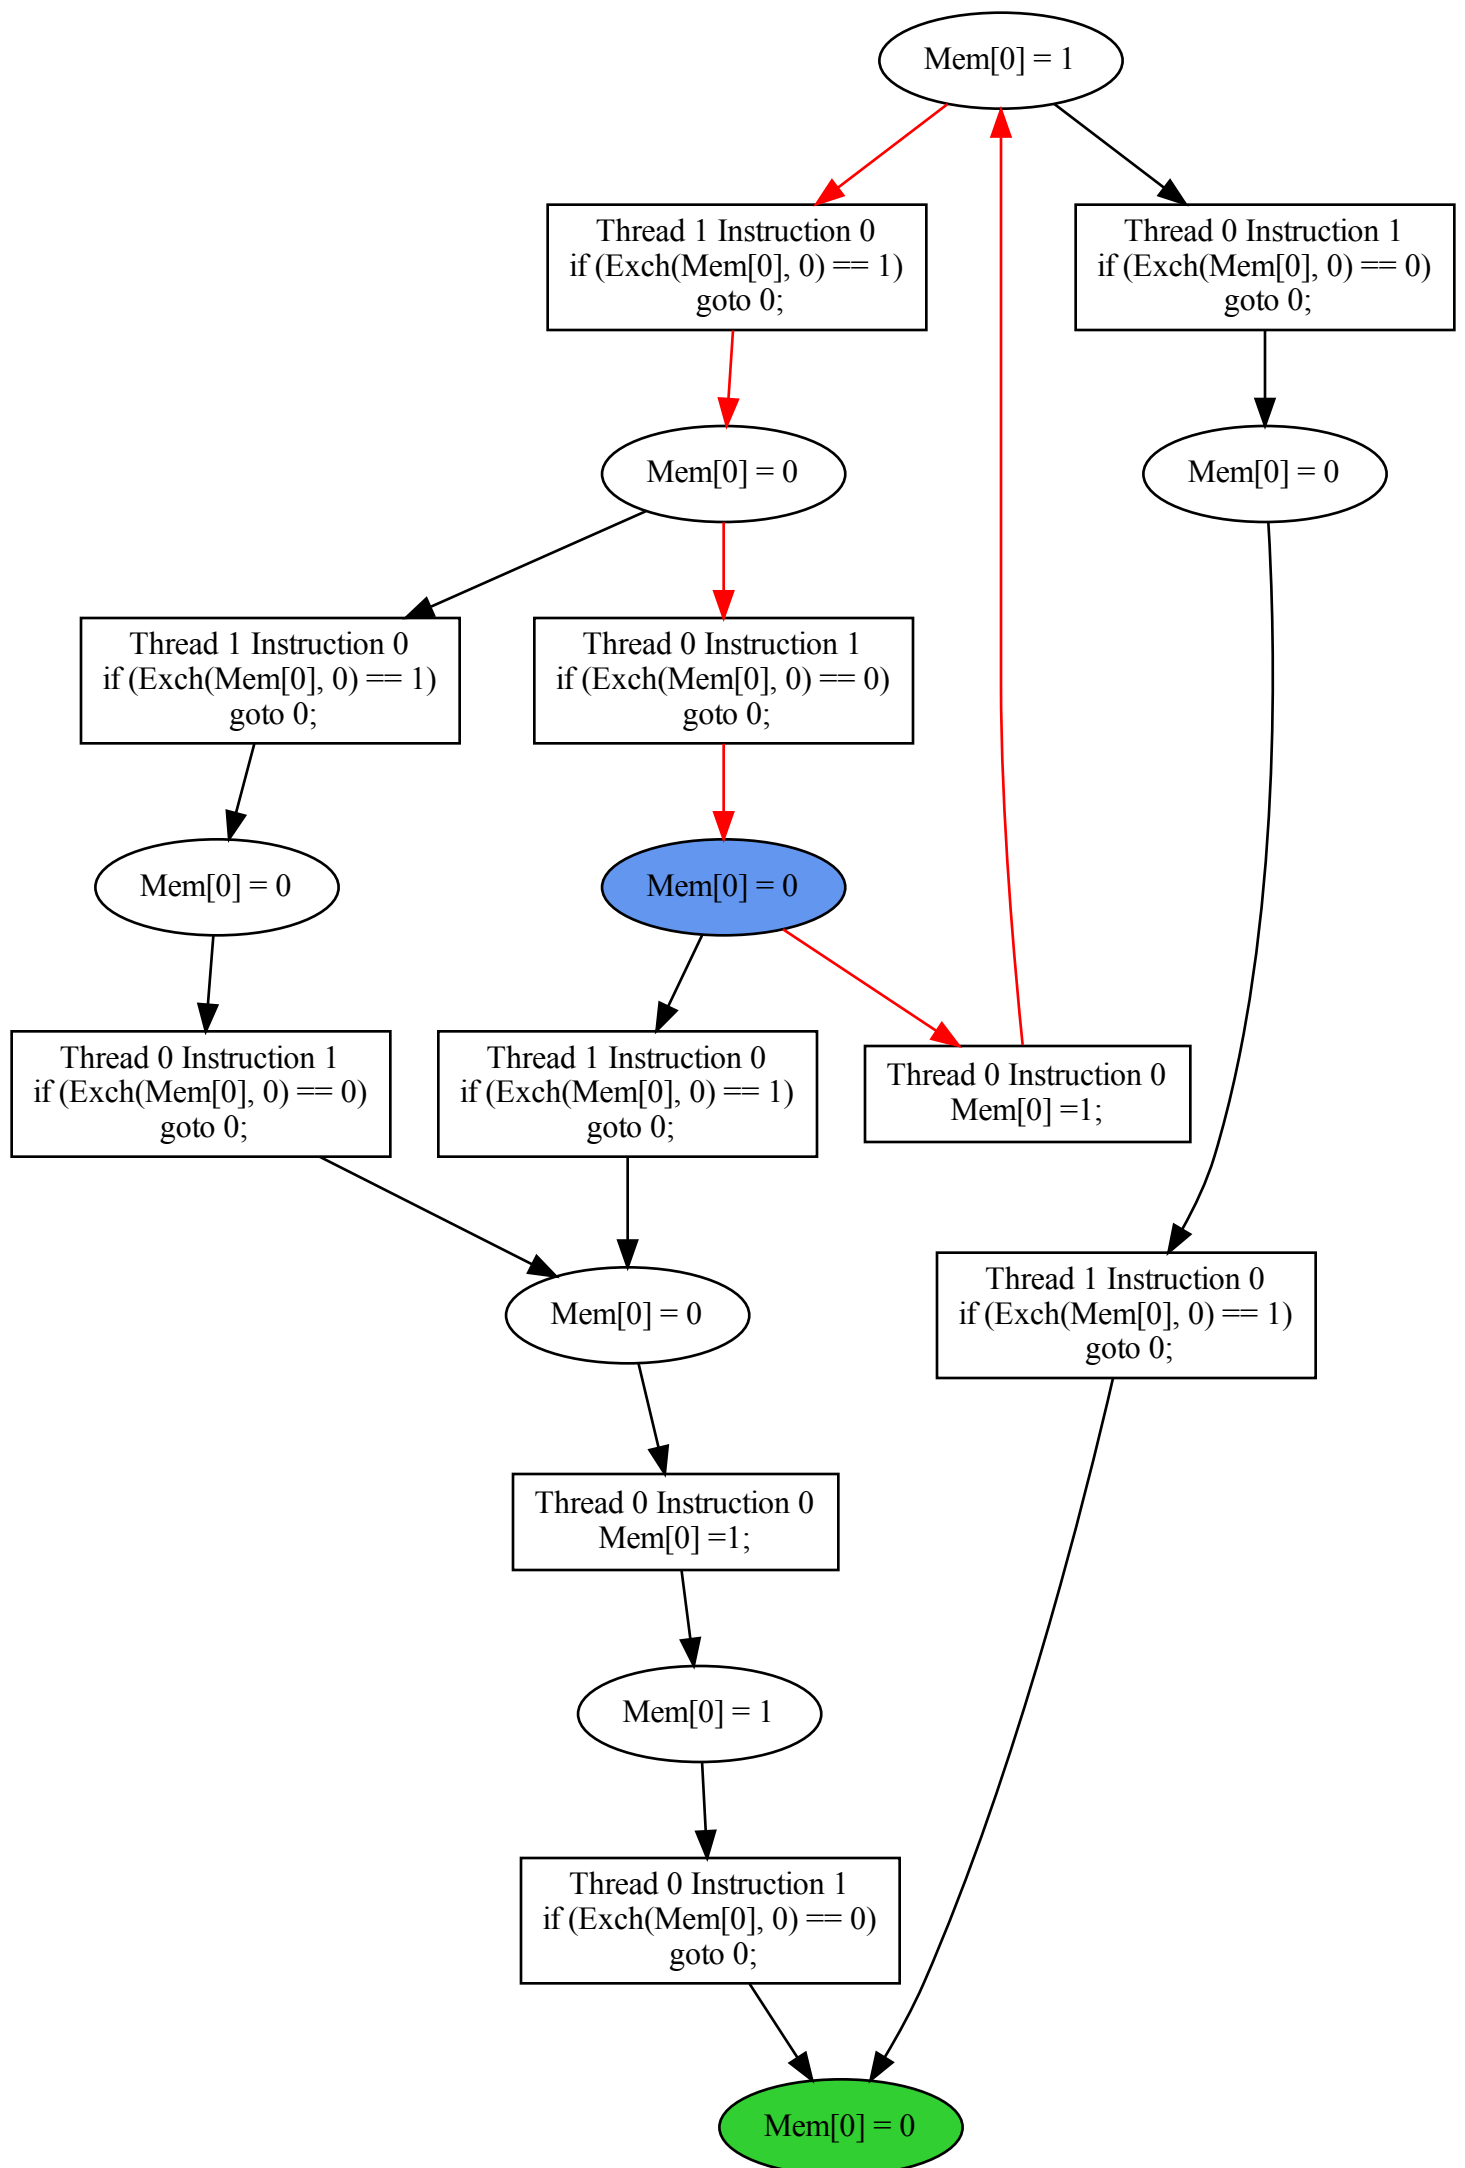 Mem[0] = 1
Thread 1 Instruction 0
if (Exch(Mem[0], 0) == 1)
goto 0;
Thread 0 Instruction 1
if (Exch(Mem[0], 0) == 0)
goto 0;
Mem[0] = 0
Mem[0] = 0
Thread 1 Instruction 0
if (Exch(Mem[0], 0) == 1)
goto 0;
Thread 0 Instruction 1
if (Exch(Mem[0], 0) == 0)
goto 0;
Mem[0] = 0
Mem[0] = 0
Thread 0 Instruction 1
if (Exch(Mem[0], 0) == 0)
goto 0;
Thread 1 Instruction 0
if (Exch(Mem[0], 0) == 1)
goto 0;
Thread 0 Instruction 0
Mem[0] =1;
Mem[0] = 0
Thread 1 Instruction 0
if (Exch(Mem[0], 0) == 1)
goto 0;
Thread 0 Instruction 0
Mem[0] =1;
Mem[0] = 1
Thread 0 Instruction 1
if (Exch(Mem[0], 0) == 0)
goto 0;
Mem[0] = 0